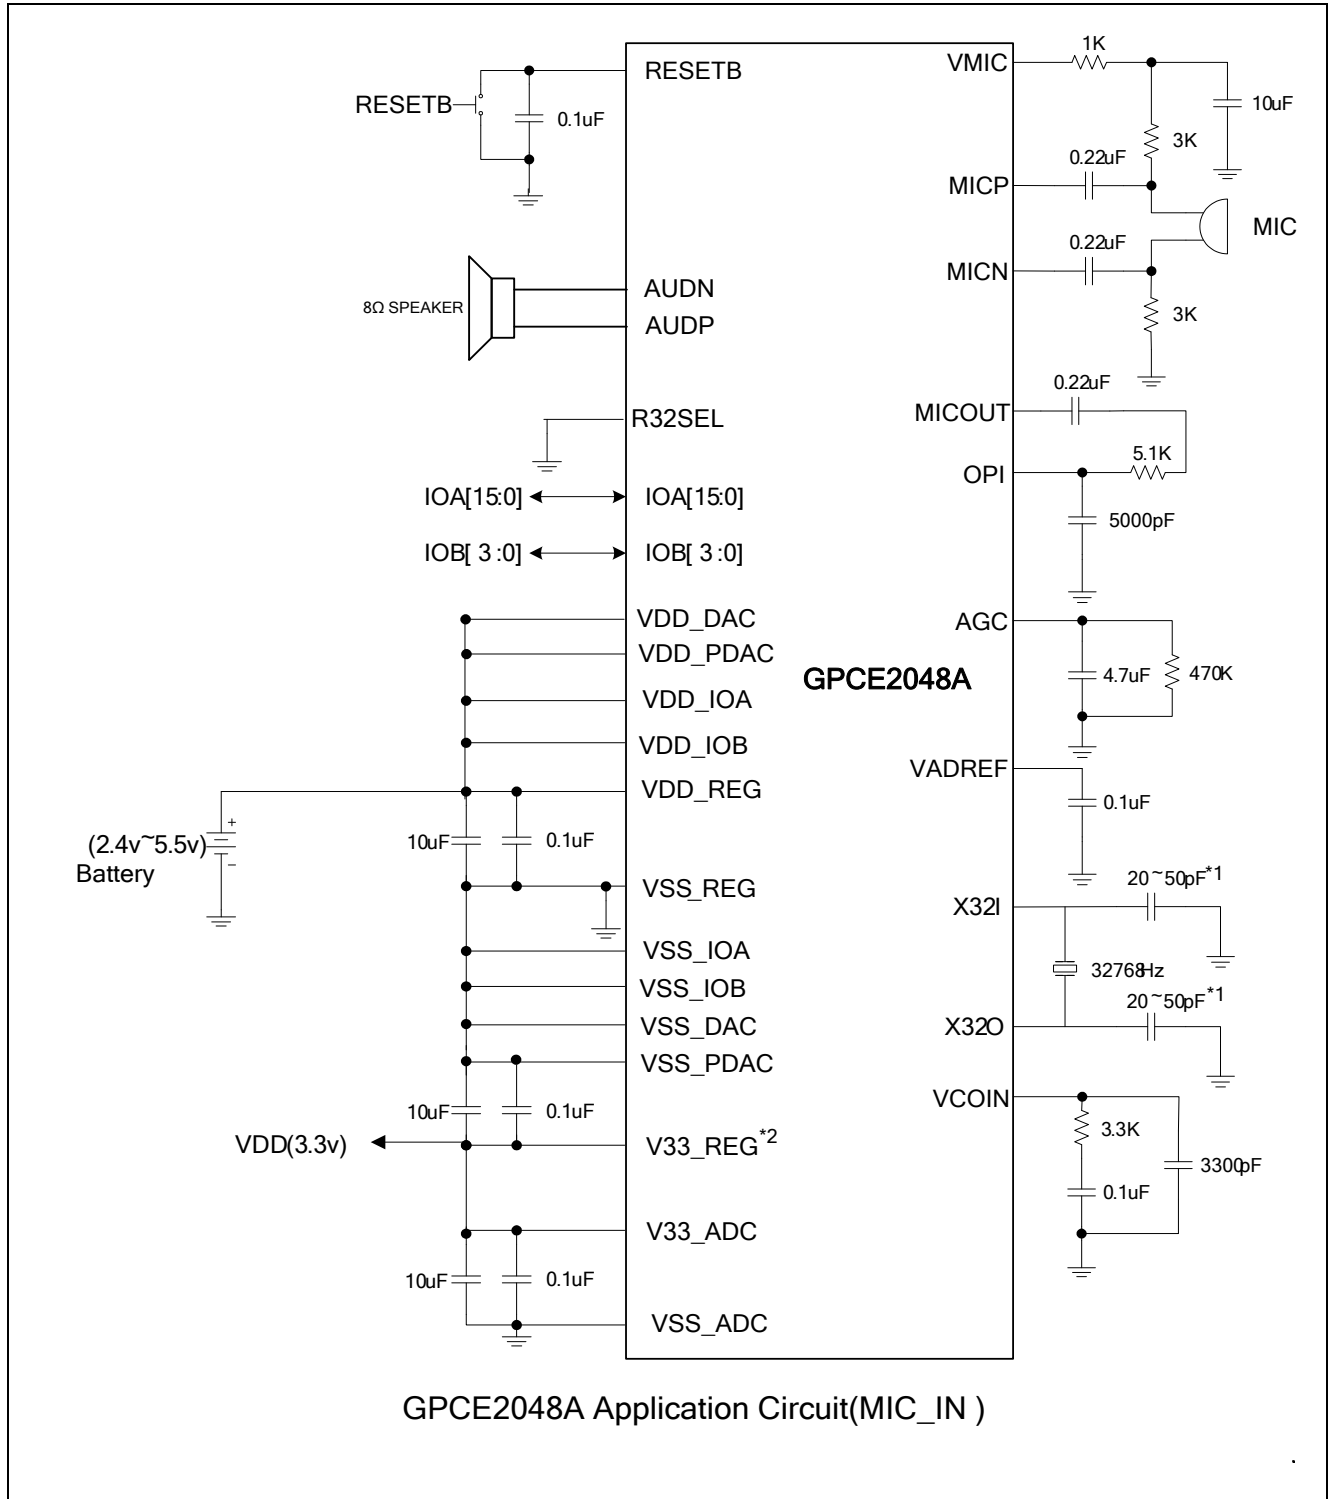 RESETB
0.1uF
RESETB
8Ω SPEAKER
AUDN
AUDP
R32SEL
IOA[15:0]
IOA[15:0]
IOB[ 3 :0]
IOB[ 3 :0]
VDD_DAC
VDD_PDAC
VDD_IOA
VDD_IOB
VDD_REG
10uF
0.1uF
(2.4v~5.5v)
Battery
+
−
VSS_REG
VSS_IOA
VSS_IOB
VSS_DAC
VSS_PDAC
10uF
0.1uF
VDD(3.3v)
V33_REG*2
V33_ADC
10uF
0.1uF
VSS_ADC
GPCE2048A
VMIC
1K
10uF
3K
MICP
0.22uF
MIC
MICN
0.22uF
3K
MICOUT
0.22uF
OPI
5.1K
5000pF
AGC
4.7uF
470K
VADREF
0.1uF
X32I
20~50pF*1
32768Hz
X32O
20~50pF*1
VCOIN
3.3K
3300pF
0.1uF
GPCE2048A Application Circuit(MIC_IN )